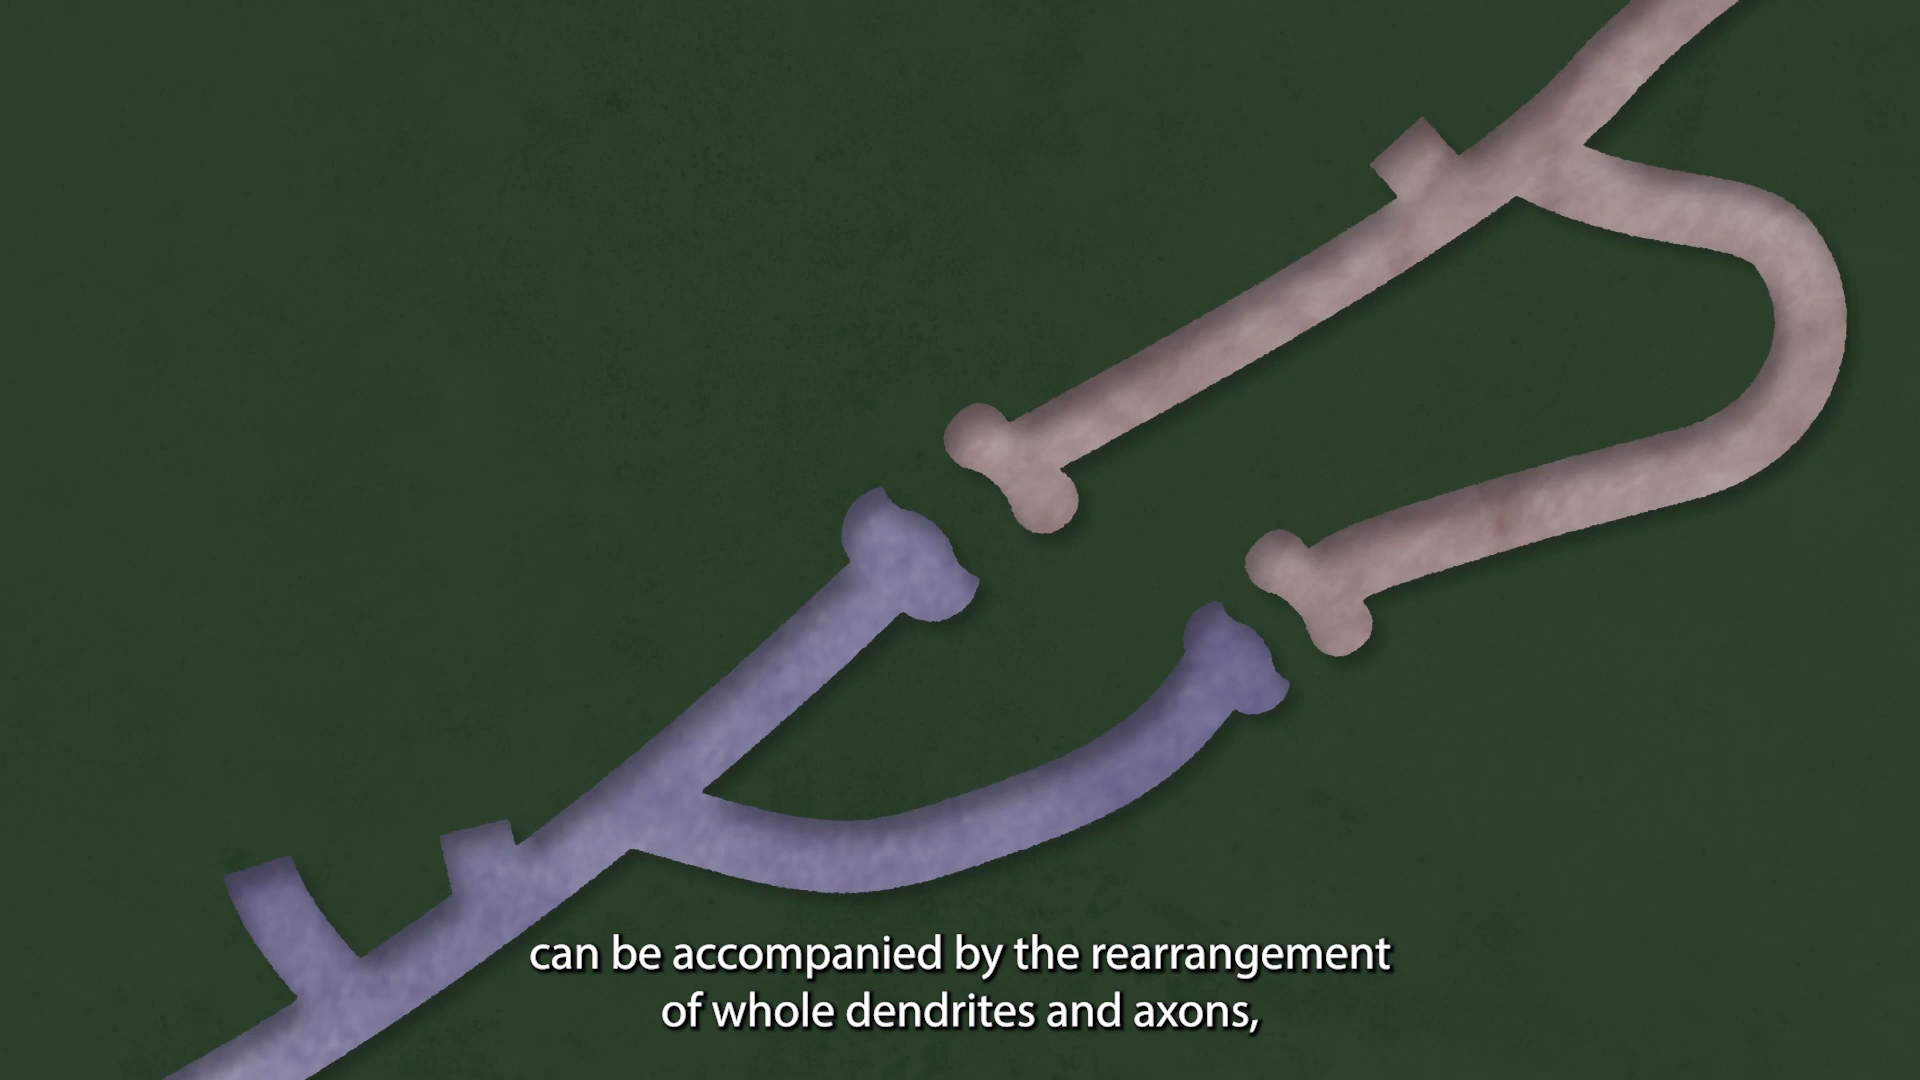 can be accompanied by the rearrangement
of whole dendrites and axons,